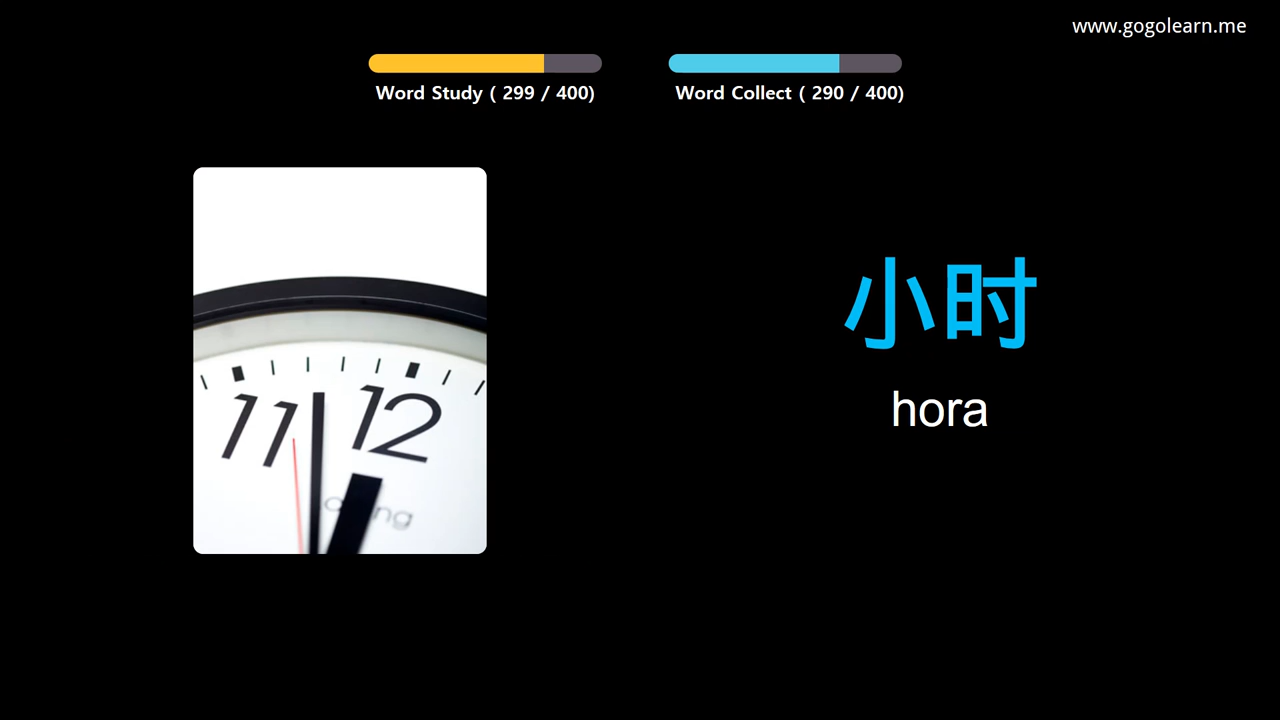 www.gogolearn.me
Word Study ( 299 / 400)
Word Collect ( 290 / 400)
小时
hora
11
12